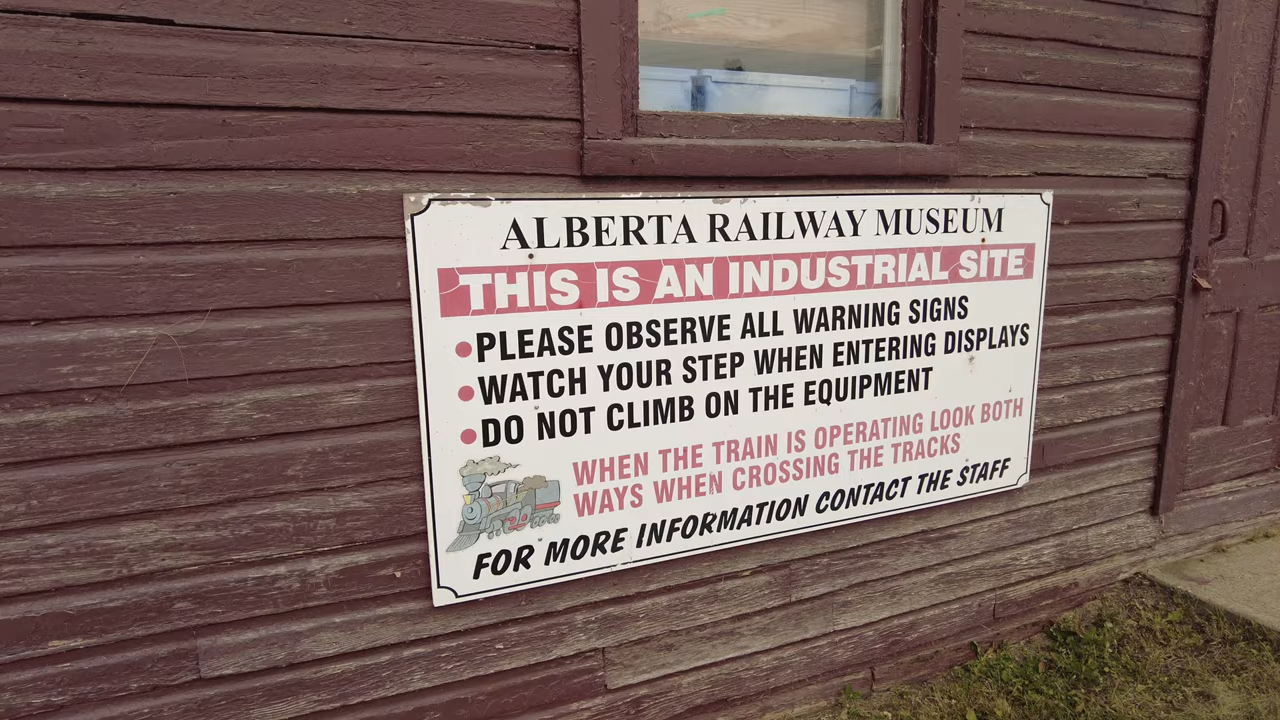 ALBERTA RAILWAY MUSEUM
THIS IS AN INDUSTRIAL SITE
•PLEASE OBSERVE ALL WARNING SIGNS
•WATCH YOUR STEP WHEN ENTERING DISPLAYS
•DO NOT CLIMB ON THE EQUIPMENT
WHEN THE TRAIN IS OPERATING LOOK BOTH
WAYS WHEN CROSSING THE TRACKS
FOR MORE INFORMATION CONTACT THE STAFF